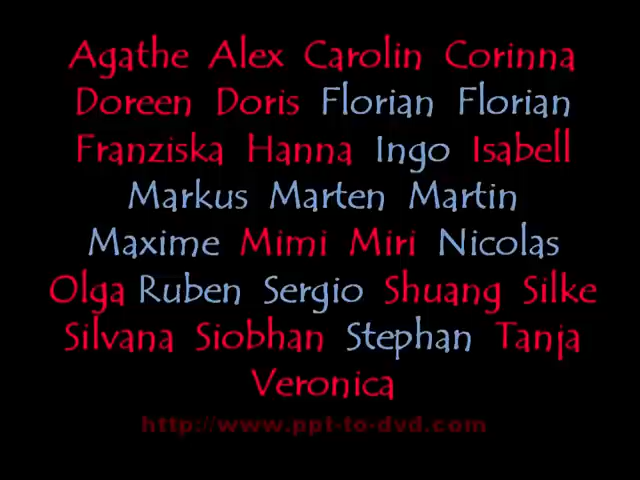 Agathe Alex Carolin Corinna
Doreen Doris Florian Florian
Franziska Hanna Ingo Isabell
Markus Marten Martin
Maxime Mimi Miri Nicolas
Olga Ruben Sergio Shuang Silke
Silvana Siobhan Stephan Tanja
Veronica
http://www.ppt-to-dvd.com